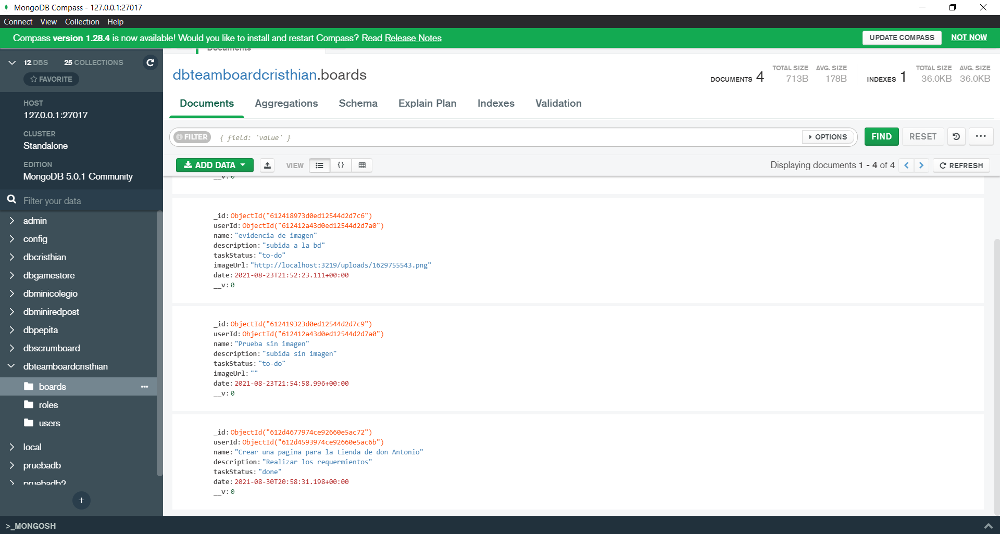 MongoDB Compass - 127.0.0.1:27017
Connect View Collection Help
Compass version 1.28.4 is now available! Would you like to install and restart Compass? Read Release Notes
UPDATE COMPASS NOT NOW
12 DBS 25 COLLECTIONS
FAVORITE
HOST
127.0.0.1:27017
CLUSTER
Standalone
EDITION
MongoDB 5.0.1 Community
Filter your data
admin
config
dbcristhian
dbgamestore
dbminicolegio
dbminiredpost
dbpepita
dbscrumboard
dbteamboardcristhian
boards
roles
users
local
pruebadb
pruebadb2
+
Documents
dbteamboardcristhian.boards
DOCUMENTS 4
TOTAL SIZE AVG. SIZE
713B 178B
INDEXES 1
TOTAL SIZE AVG. SIZE
36.0KB 36.0KB
Documents Aggregations Schema Explain Plan Indexes Validation
FILTER { field: 'value' } OPTIONS FIND RESET ...
ADD DATA VIEW {} Displaying documents 1 - 4 of 4 < > REFRESH
__v:0
_id:ObjectId("612418973d0ed12544d2d7c6")
userId:ObjectId("612412a43d0ed12544d2d7a0")
name:"evidencia de imagen"
description:"subida a la bd"
taskStatus:"to-do"
imageUrl:"http://localhost:3219/uploads/1629755543.png"
date:2021-08-23T21:52:23.111+00:00
__v:0
_id:ObjectId("612419323d0ed12544d2d7c9")
userId:ObjectId("612412a43d0ed12544d2d7a0")
name:"Prueba sin imagen"
description:"subida sin imagen"
taskStatus:"to-do"
imageUrl:""
date:2021-08-23T21:54:58.996+00:00
__v:0
_id:ObjectId("612d4677974ce92660e5ac72")
userId:ObjectId("612d4593974ce92660e5ac6b")
name:"Crear una pagina para la tienda de don Antonio"
description:"Realizar los requermientos"
taskStatus:"done"
date:2021-08-30T20:58:31.198+00:00
__v:0
>_MONGOSH